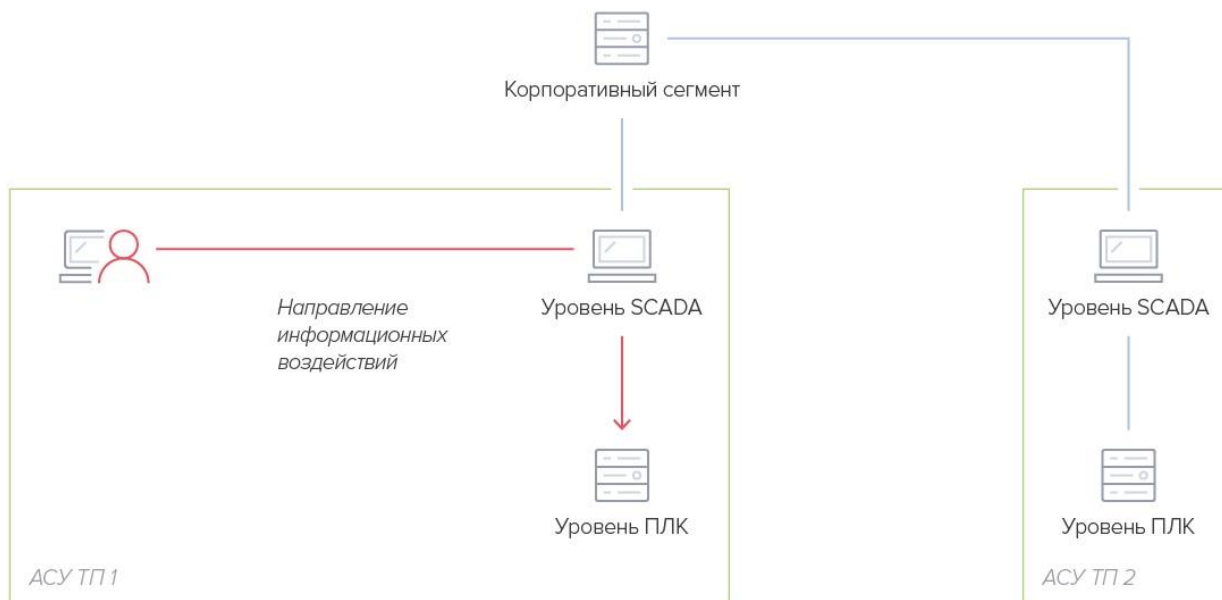 Корпоративный сегмент
Направление
информационных
воздействий
Уровень SCADA
Уровень ПЛК
АСУ ТП 1
Уровень SCADA
Уровень ПЛК
АСУ ТП 2